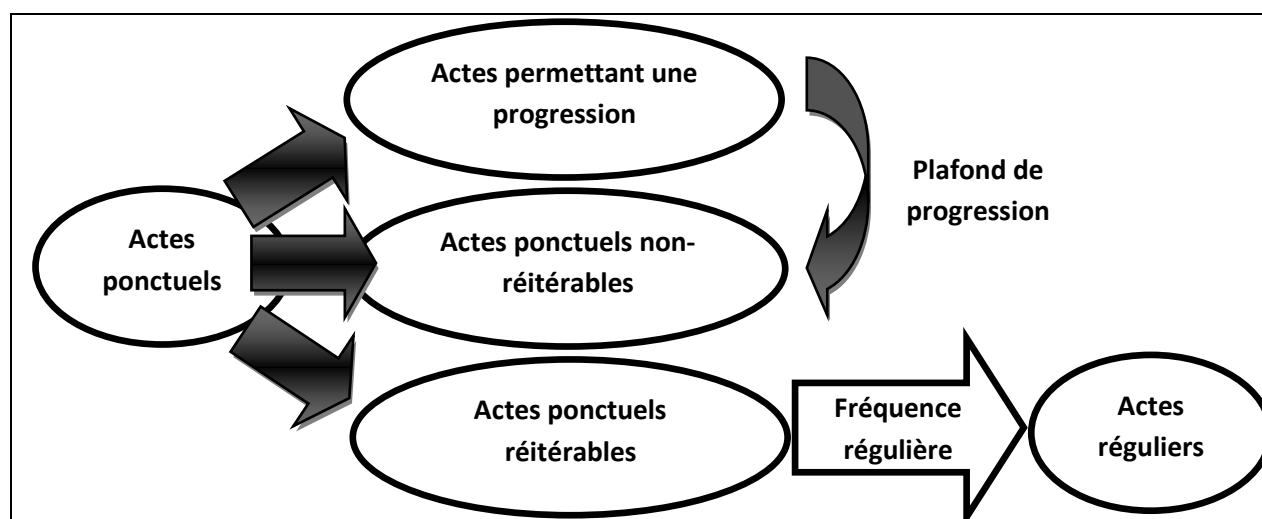 Actes permettant une
progression
Plafond de
progression
Actes
ponctuels
Actes ponctuels non-
réitérables
Actes ponctuels
réitérables
Fréquence
régulière
Actes
réguliers